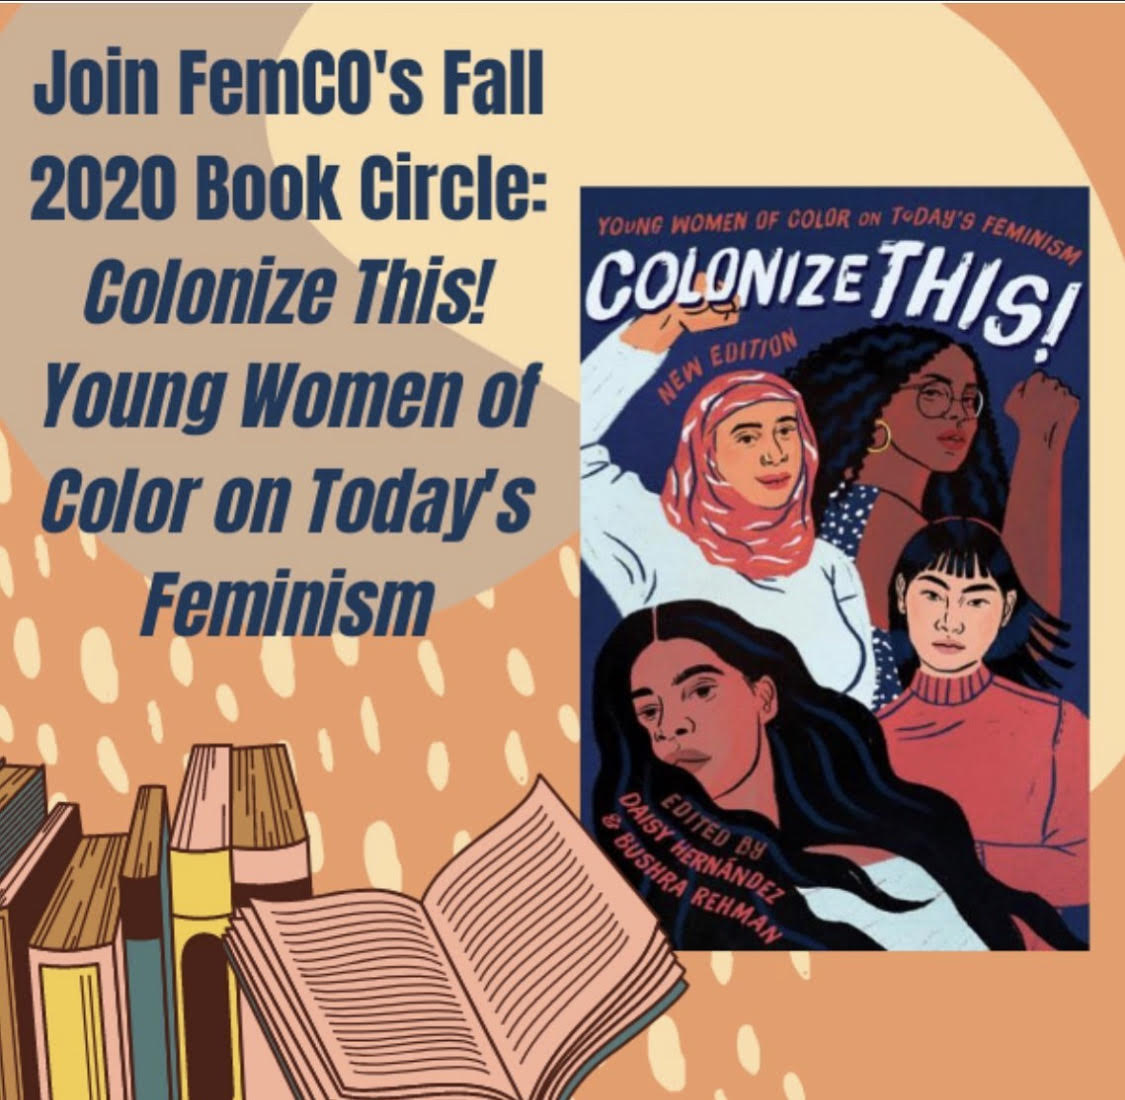 Join FemCO's Fall
2020 Book Circle:
Colonize This!
Young Women of
Color on Today's
Feminism
YOUNG WOMEN OF COLOR ON TODAY'S FEMINISM
COLONIZE THIS!
NEW EDITION
EDITED BY
DAISY HERNÁNDEZ
& BUSHRA REHMAN